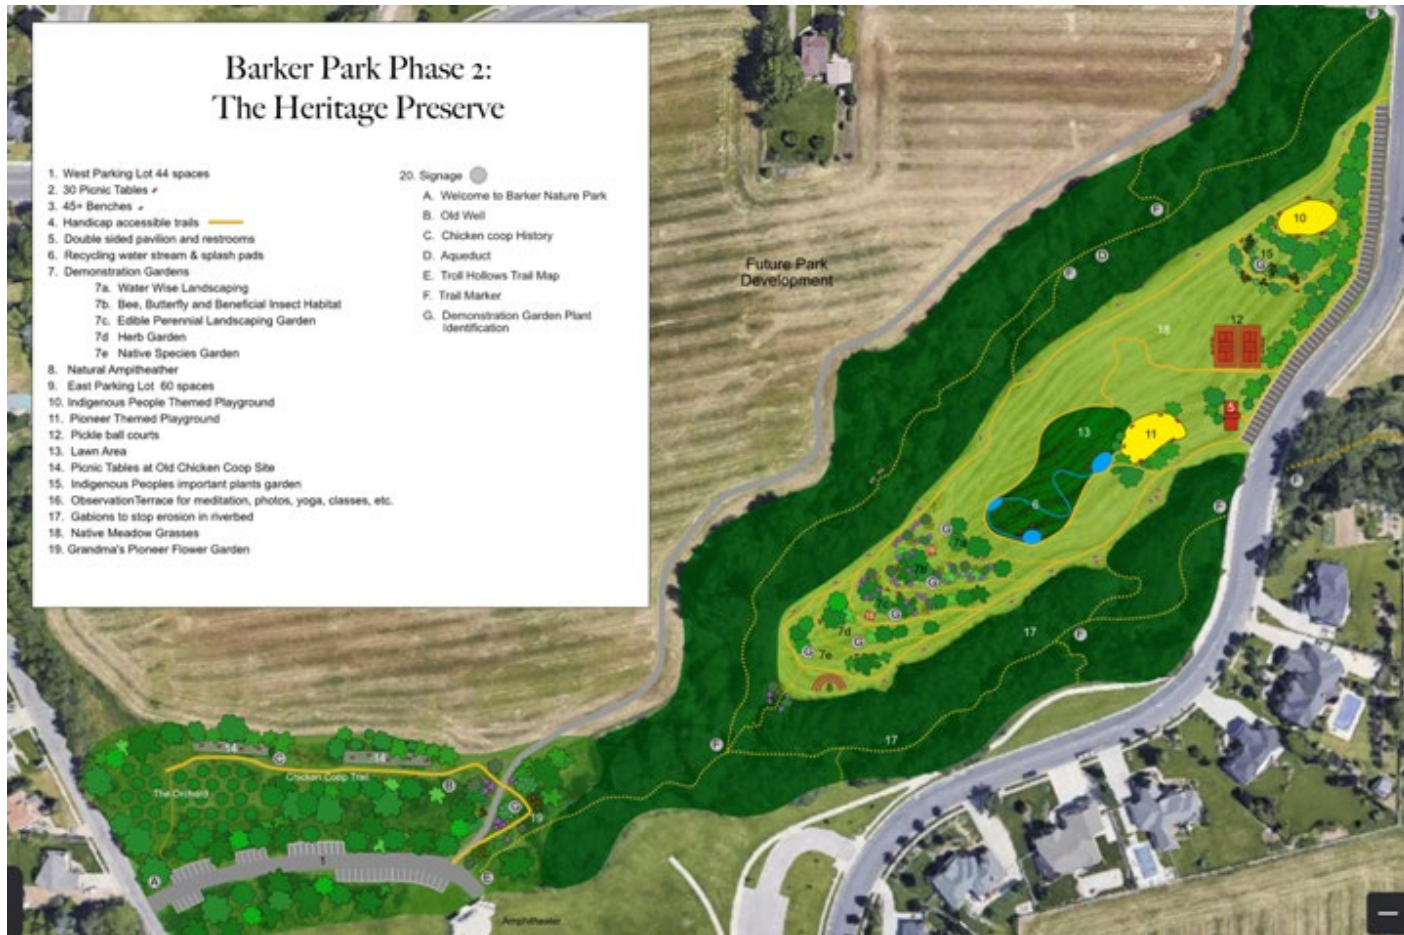 Barker Park Phase 2:
The Heritage Preserve
1. West Parking Lot 44 spaces
2. 30 Picnic Tables
3. 45+ Benches
4. Handicap accessible trails
5. Double sided pavilion and restrooms
6. Recycling water stream & splash pads
7. Demonstration Gardens
7a. Water Wise Landscaping
7b. Bee, Butterfly and Beneficial Insect Habitat
7c. Edible Perennial Landscaping Garden
7d Herb Garden
7e Native Species Garden
8. Natural Ampitheather
9. East Parking Lot 60 spaces
10. Indigenous People Themed Playground
11. Pioneer Themed Playground
12. Pickle ball courts
13. Lawn Area
14. Picnic Tables at Old Chicken Coop Site
15. Indigenous Peoples important plants garden
16. ObservationTerrace for meditation, photos, yoga, classes, etc.
17. Gabions to stop erosion in riverbed
18. Native Meadow Grasses
19. Grandma's Pioneer Flower Garden
20. Signage
A. Welcome to Barker Nature Park
B. Old Well
C. Chicken coop History
D. Aqueduct
E. Troll Hollows Trail Map
F. Trail Marker
G. Demonstration Garden Plant
Identification
F
F
10
D
F
15
G
Future Park
Development
18
12
5
13
11
F
F
6
G
7a
7b
G
G
7d
G
G
7e
8
17
F
17
F
14
C
14
Chicken Coop Trail
The Orchard
B
G
19
1
A
E
Amphitheater